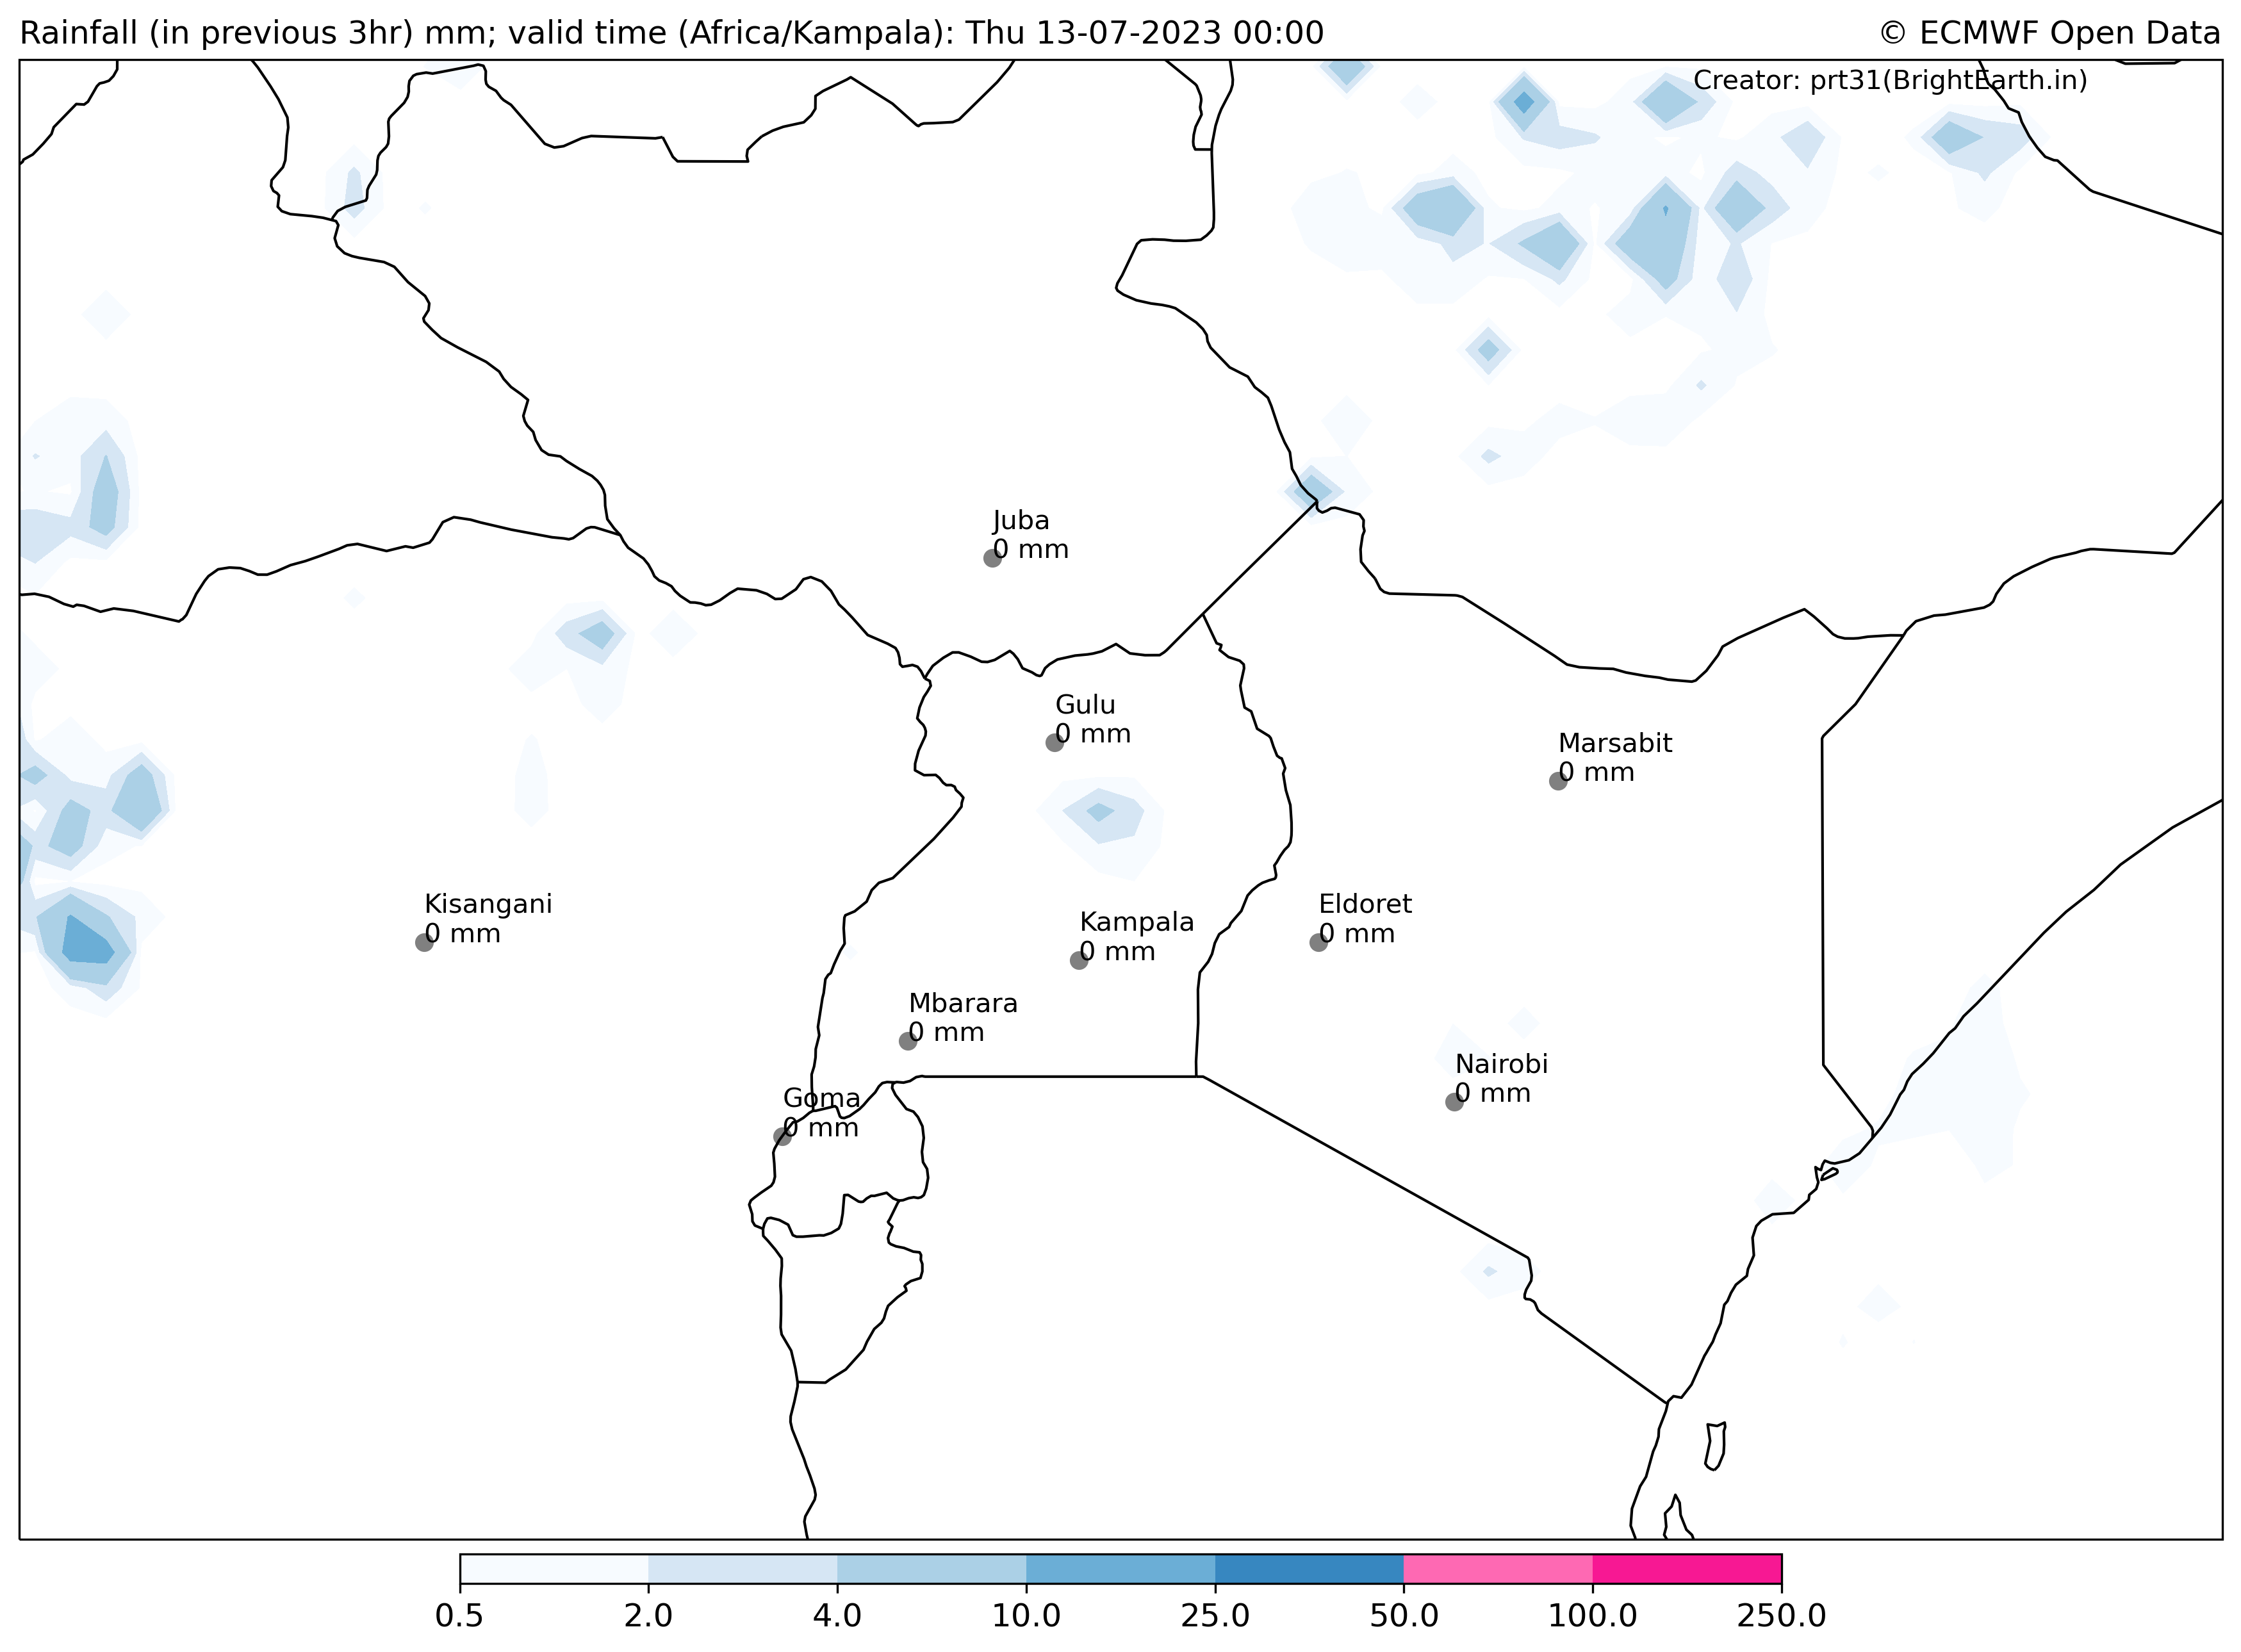 Rainfall (in previous 3hr) mm; valid time (Africa/Kampala): Thu 13-07-2023 00:00
© ECMWF Open Data
Creator: prt31(BrightEarth.in)
Juba
0 mm
Gulu
0 mm
Marsabit
0 mm
Kisangani
0 mm
Kampala
0 mm
Eldoret
0 mm
Mbarara
0 mm
Nairobi
0 mm
Goma
0 mm
0.5 2.0 4.0 10.0 25.0 50.0 100.0 250.0